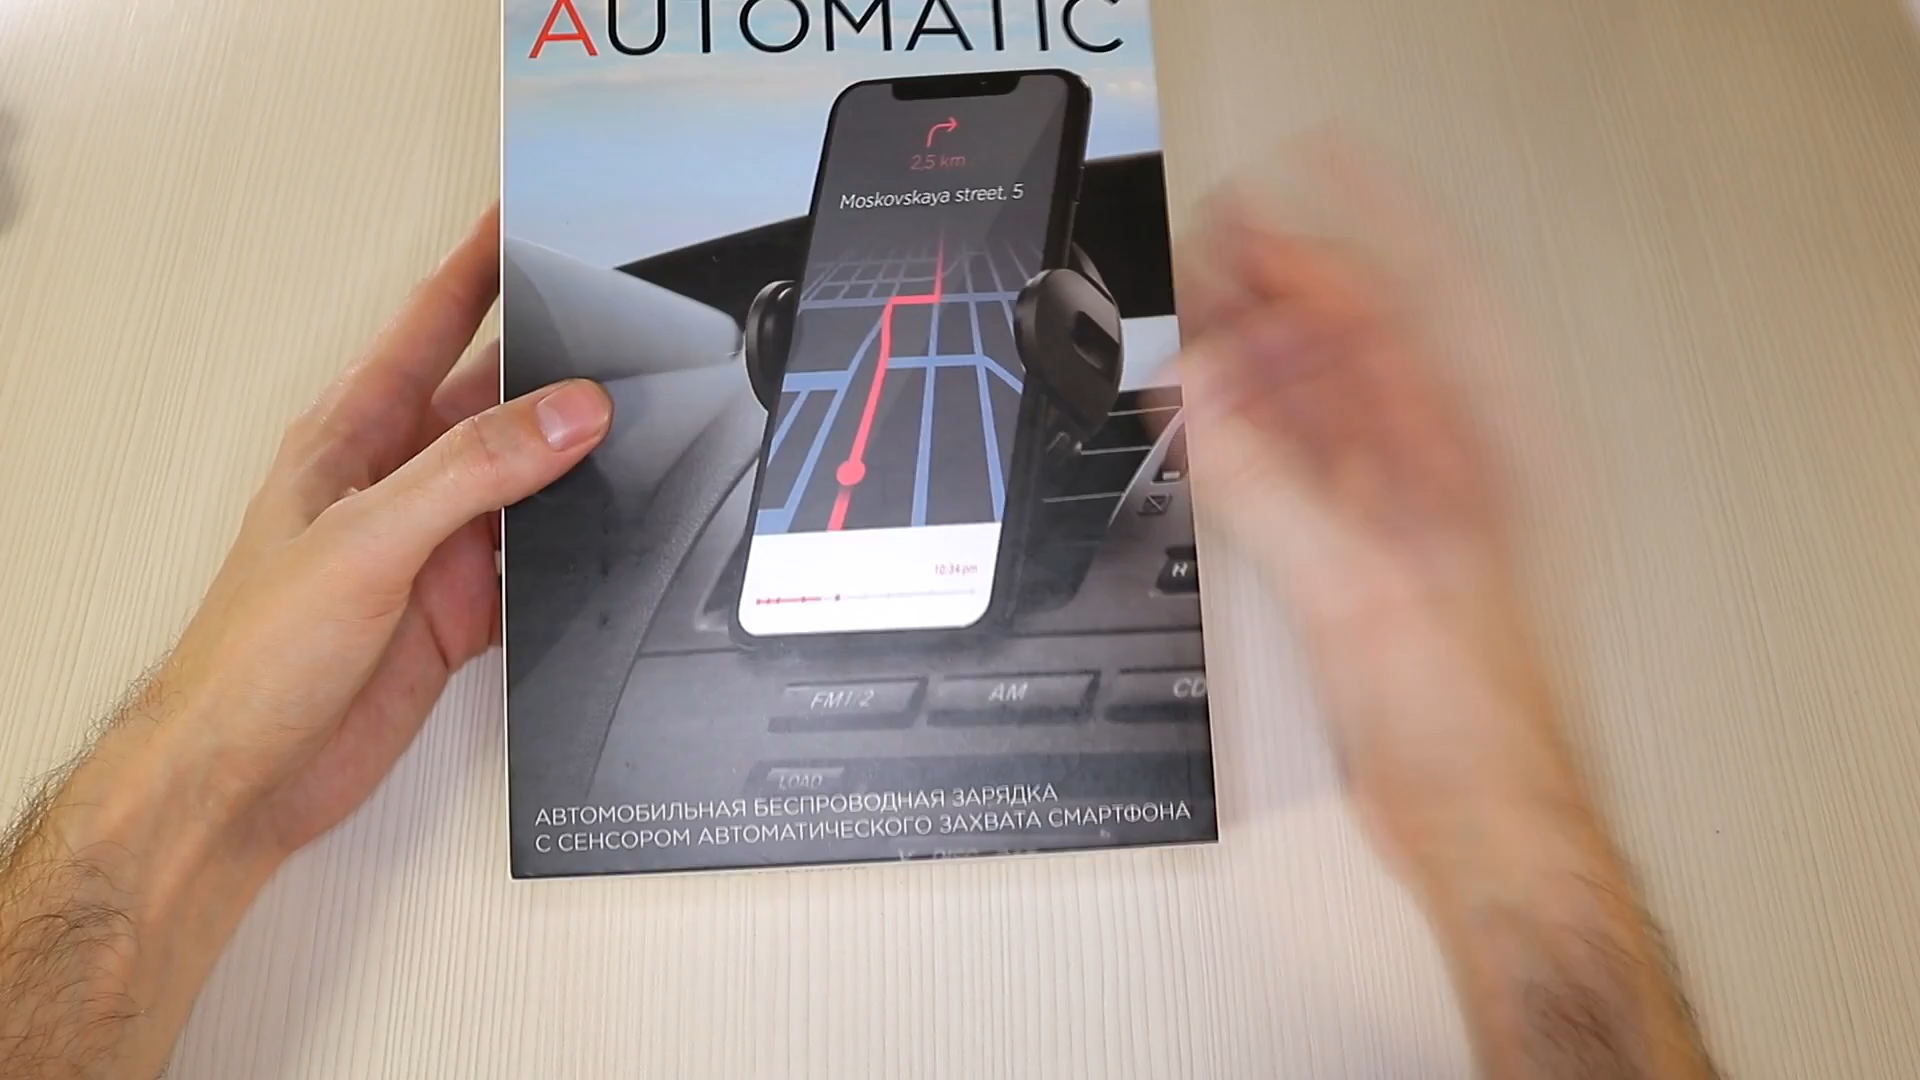 AUTOMATIC
2,5 km
Moskovskaya street, 5
10:34 pm
N
FM1/2
AM
CD
LOAD
АВТОМОБИЛЬНАЯ БЕСПРОВОДНАЯ ЗАРЯДКА
С СЕНСОРОМ АВТОМАТИЧЕСКОГО ЗАХВАТА СМАРТФОНА